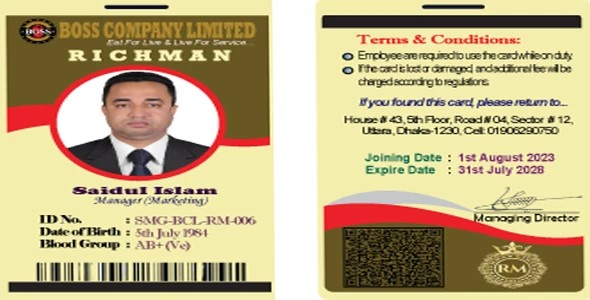 BOSS
BOSS COMPANY LIMITED
Eat For Live & Live For Service...
RICHMAN
Saidul Islam
Manager (Marketing)
ID No. : SMG-BCL-RM-006
Date of Birth : 5th July 1984
Blood Group : AB+(Ve)
Terms & Conditions:
Employee are required to use the card while on duty.
If the card is lost or damaged, and additional fee will be
charged according to regulations.
If you found this card, please return to...
House # 43, 5th Floor, Road # 04, Sector # 12,
Uttara, Dhaka-1230, Cell: 01906290750
Joining Date : 1st August 2023
Expire Date : 31st July 2028
Managing Director
RM